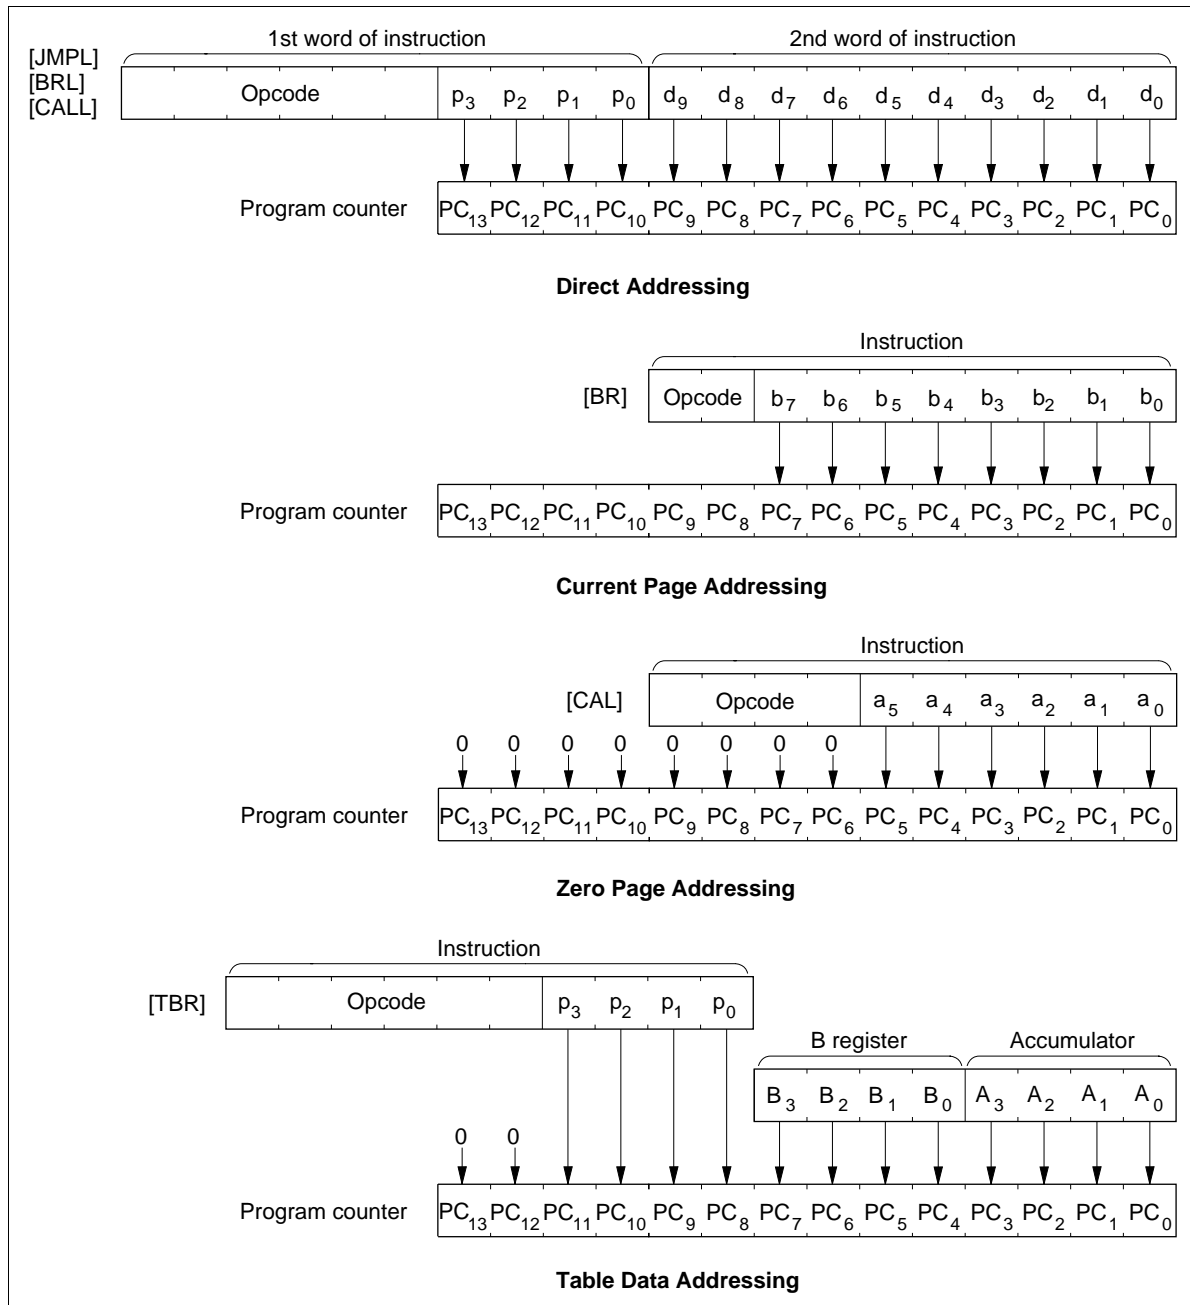 1st word of instruction 2nd word of instruction
[JMPL]
[BRL]
[CALL]
Opcode p3 p2 p1 p0 d9 d8 d7 d6 d5 d4 d3 d2 d1 d0
Program counter PC13 PC12 PC11 PC10 PC9 PC8 PC7 PC6 PC5 PC4 PC3 PC2 PC1 PC0
Direct Addressing
Instruction
[BR] Opcode b7 b6 b5 b4 b3 b2 b1 b0
Program counter PC13 PC12 PC11 PC10 PC9 PC8 PC7 PC6 PC5 PC4 PC3 PC2 PC1 PC0
Current Page Addressing
Instruction
[CAL] Opcode a5 a4 a3 a2 a1 a0
0 0 0 0 0 0 0 0
Program counter PC13 PC12 PC11 PC10 PC9 PC8 PC7 PC6 PC5 PC4 PC3 PC2 PC1 PC0
Zero Page Addressing
Instruction
[TBR] Opcode p3 p2 p1 p0
B register Accumulator
B3 B2 B1 B0 A3 A2 A1 A0
0 0
Program counter PC13 PC12 PC11 PC10 PC9 PC8 PC7 PC6 PC5 PC4 PC3 PC2 PC1 PC0
Table Data Addressing